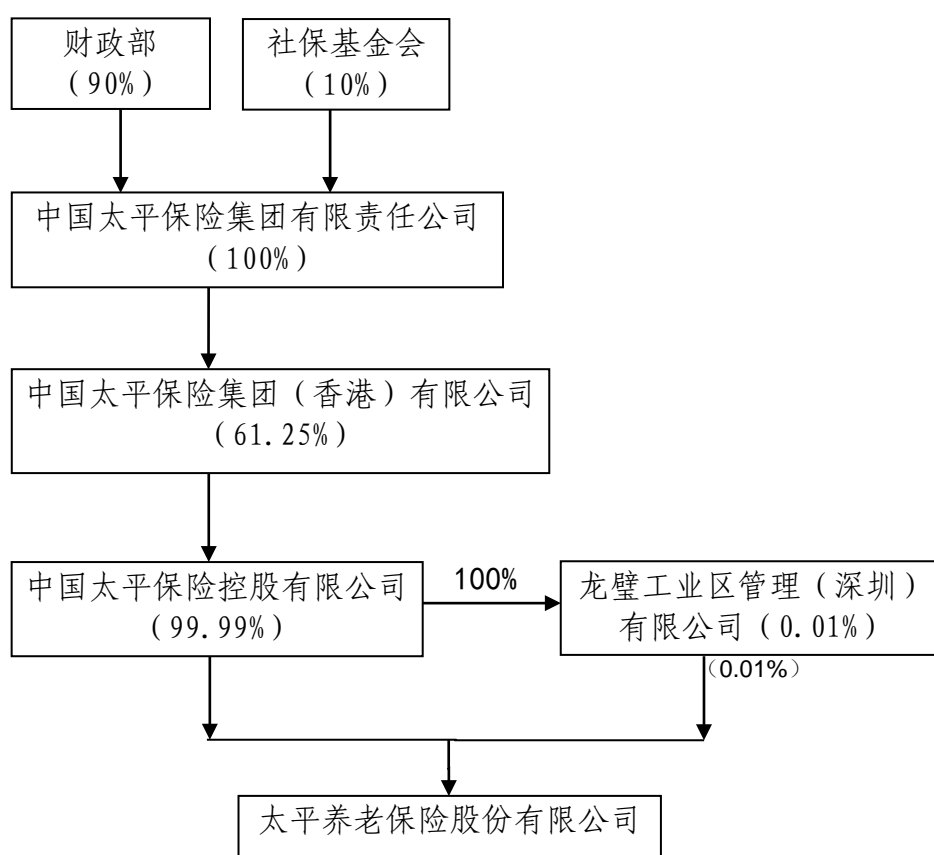 财政部
（90%）
社保基金会
（10%）
中国太平保险集团有限责任公司
（100%）
中国太平保险集团（香港）有限公司
（61.25%）
中国太平保险控股有限公司
（99.99%）
100%
龙璧工业区管理（深圳）
有限公司（0.01%）
（0.01%）
太平养老保险股份有限公司